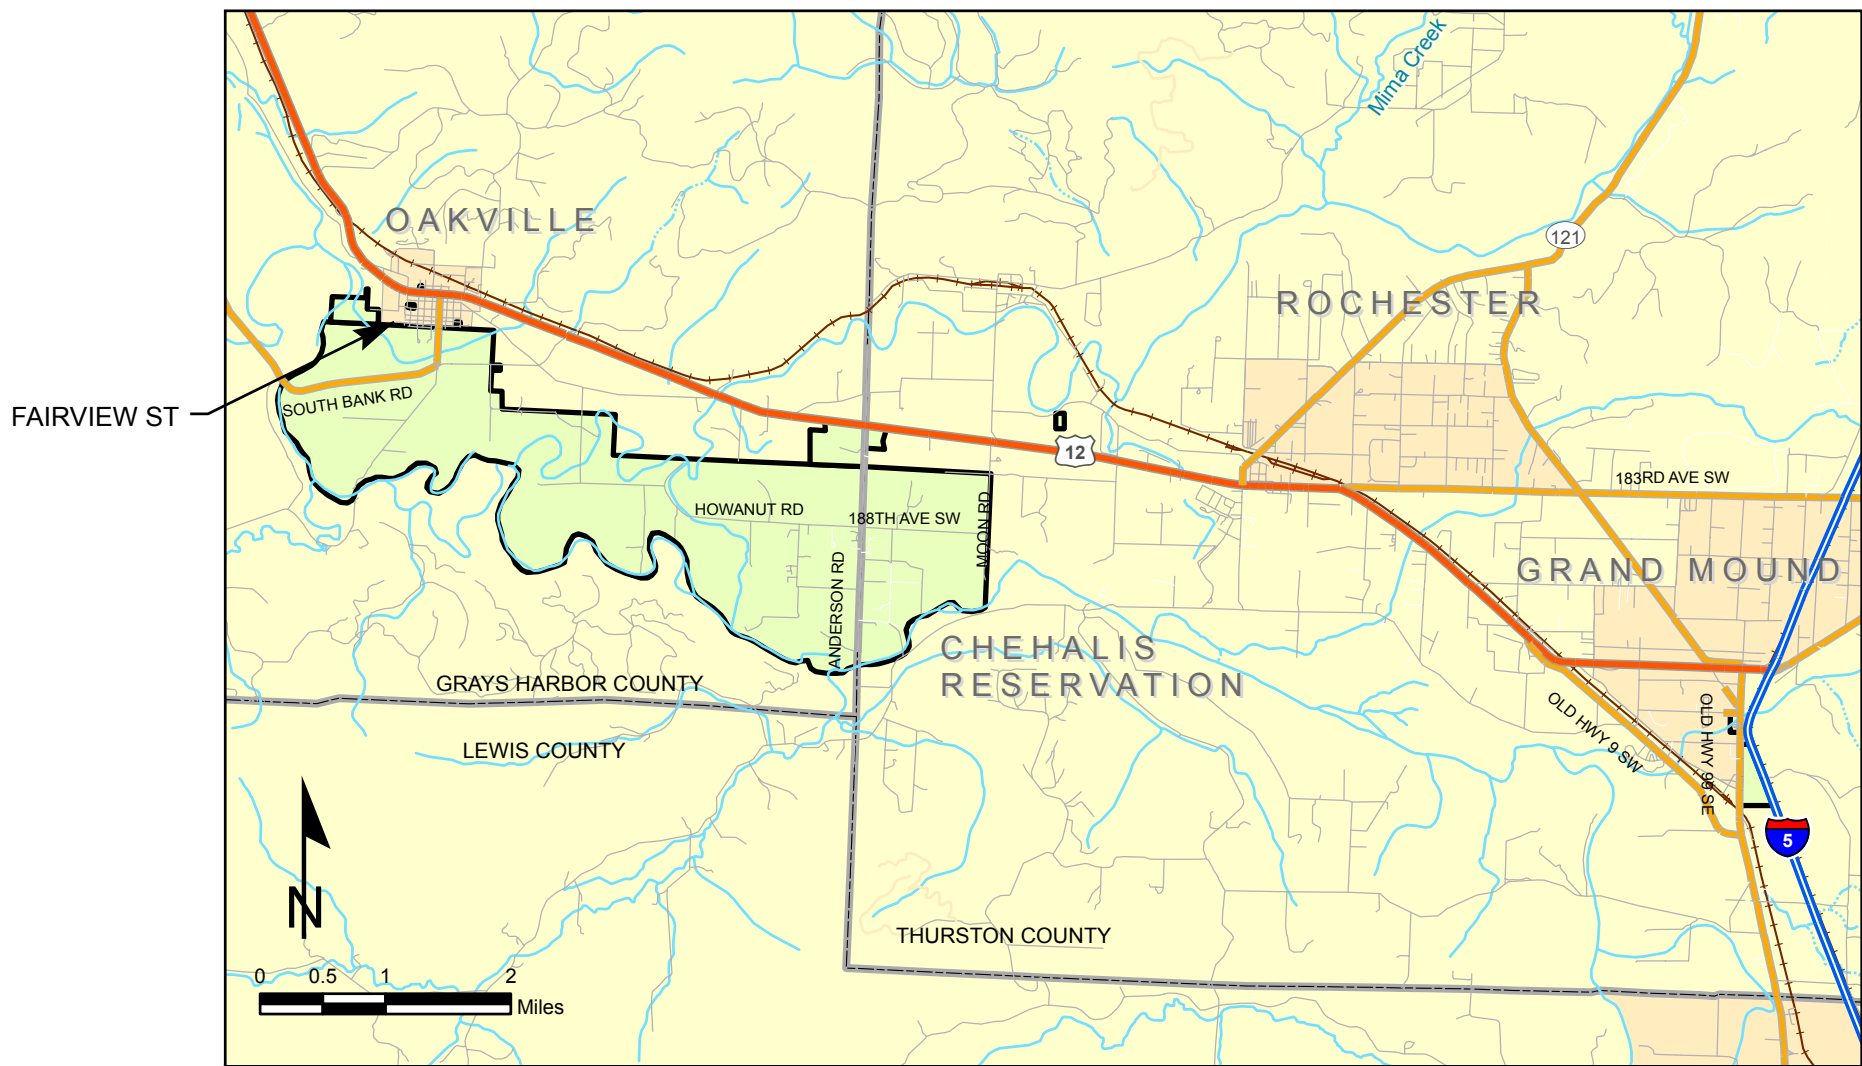 Mima Creek
OAKVILLE
121
ROCHESTER
FAIRVIEW ST
SOUTH BANK RD
12
183RD AVE SW
HOWANUT RD
188TH AVE SW
MOON RD
ANDERSON RD
GRAND MOUND
CHEHALIS
RESERVATION
GRAYS HARBOR COUNTY
LEWIS COUNTY
OLD HWY 9 SW
OLD HWY 99 SE
5
N
THURSTON COUNTY
0 0.5 1 2
Miles